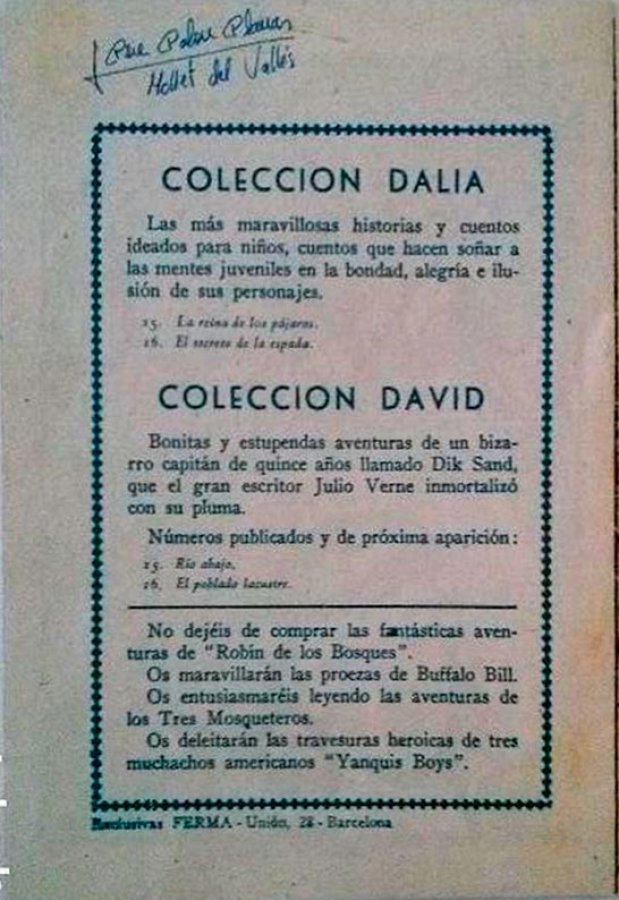 Mollet del Vallés
COLECCION DALIA
Las más maravillosas historias y cuentos
ideados para niños, cuentos que hacen soñar a
las mentes juveniles en la bondad, alegría e ilu-
sión de sus personajes.
15. La reina de los pájaros.
16. El secreto de la espada.
COLECCION DAVID
Bonitas y estupendas aventuras de un biza-
rro capitán de quince años llamado Dik Sand,
que el gran escritor Julio Verne inmortalizó
con su pluma.
Números publicados y de próxima aparición:
15. Río abajo.
16. El poblado lacustre.
No dejéis de comprar las fantásticas aven-
turas de "Robín de los Bosques".
Os maravillarán las proezas de Buffalo Bill.
Os entusiasmaréis leyendo las aventuras de
los Tres Mosqueteros.
Os deleitarán las travesuras heroicas de tres
muchachos americanos "Yanquis Boys".
Exclusivas FERMA - Unión, 28 - Barcelona